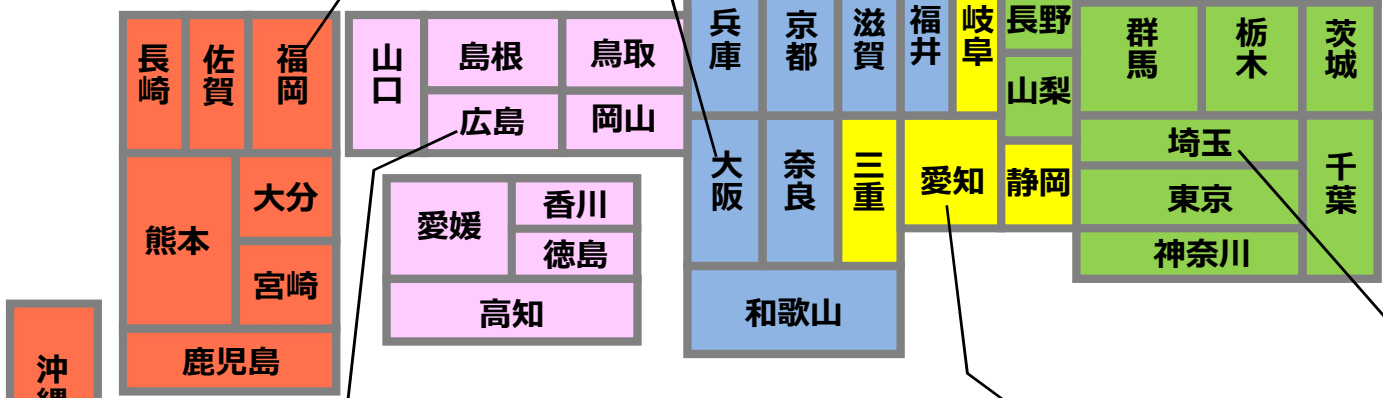 長崎
佐賀
福岡
熊本
大分
宮崎
鹿児島
沖縄
山口
島根
鳥取
広島
岡山
愛媛
香川
徳島
高知
兵庫
京都
滋賀
福井
岐阜
大阪
奈良
三重
愛知
和歌山
長野
山梨
静岡
群馬
栃木
茨城
埼玉
東京
神奈川
千葉